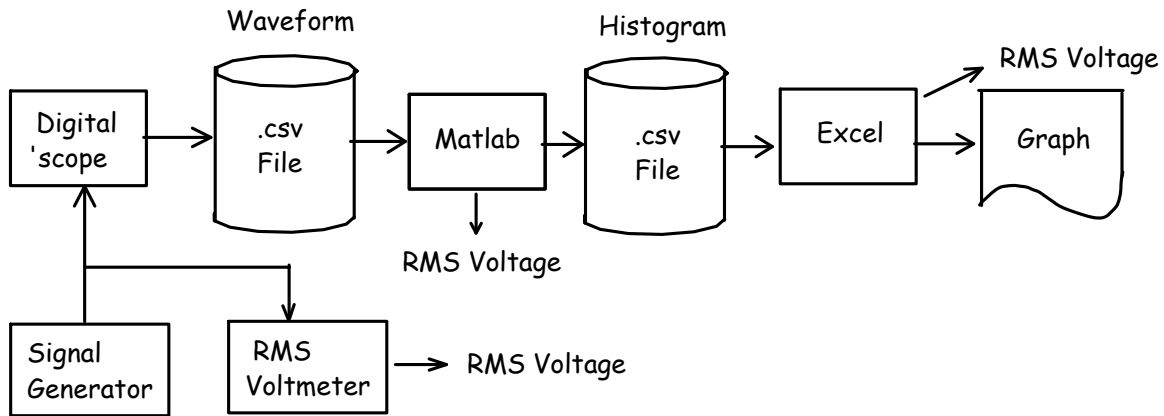 Waveform
Histogram
RMS Voltage
Digital
'scope
.csv
File
Matlab
.csv
File
Excel
Graph
RMS Voltage
Signal
Generator
RMS
Voltmeter
RMS Voltage